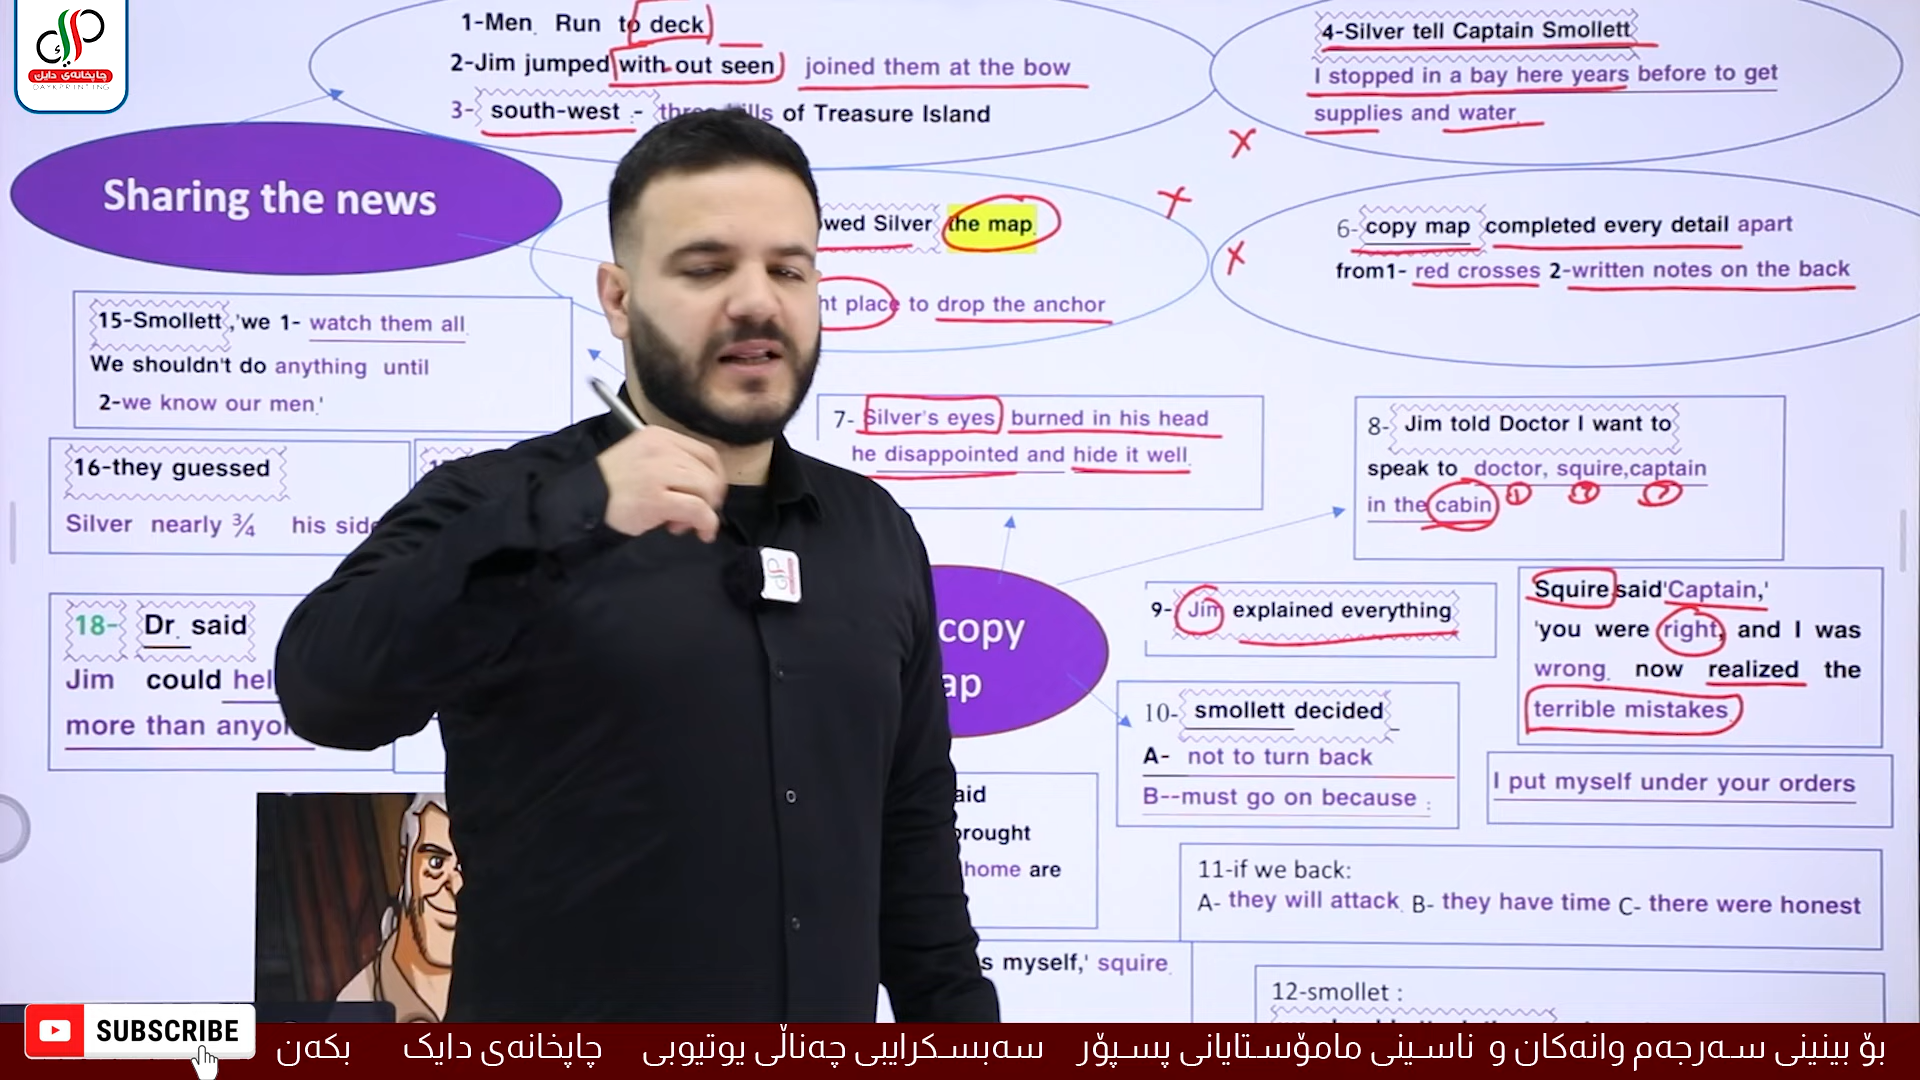 چاپخانەی دایک
DAYKPRINTING
1-Men. Run to deck
2-Jim jumped with out seen joined them at the bow
3- south-west :- three hills of Treasure Island
4-Silver tell Captain Smollett
I stopped in a bay here years before to get
supplies and water.
Sharing the news
owed Silver the map.
ht place to drop the anchor
6- copy map completed every detail apart
from1- red crosses 2-written notes on the back
15-Smollett ,'we 1- watch them all.
We shouldn't do anything until
2-we know our men.'
7- Silver's eyes burned in his head
he disappointed and hide it well.
8- Jim told Doctor I want to
speak to doctor, squire,captain
in the cabin
16-they guessed
Silver nearly ¾ his side
18- Dr. said
Jim could hel
more than anyo
copy
ap
9- Jim explained everything
Squire said'Captain,'
'you were right, and I was
wrong. now realized the
terrible mistakes.
10- smollett decided
A- not to turn back
B--must go on because :
I put myself under your orders
aid
brought
home are
11-if we back:
A- they will attack. B- they have time C- there were honest
s myself,' squire.
12-smollet :
SUBSCRIBE
بۆ بینینی سەرجەم وانەکان و ناسینی مامۆستایانی پسپۆر سەبسکرایبی چەناڵی یوتیوبی چاپخانەی دایک بکەن